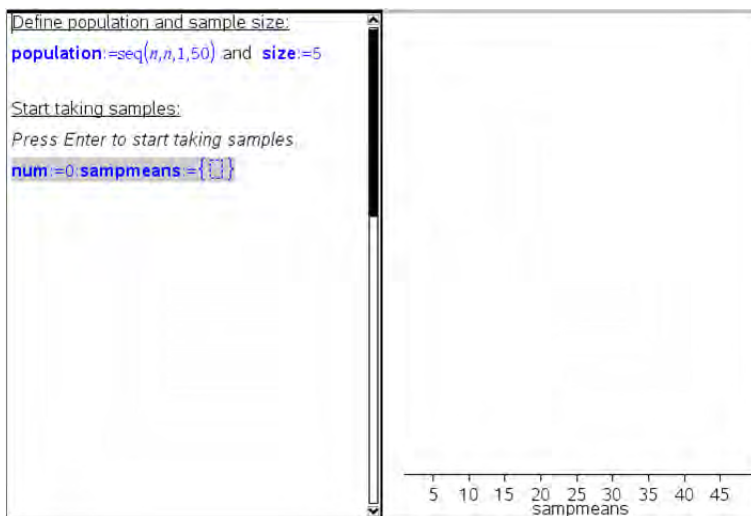 Define population and sample size:
population:=seq(n,n,1,50) and size:=5
Start taking samples:
Press Enter to start taking samples
num:=0:sampmeans:={}
5 10 15 20 25 30 35 40 45
sampmeans